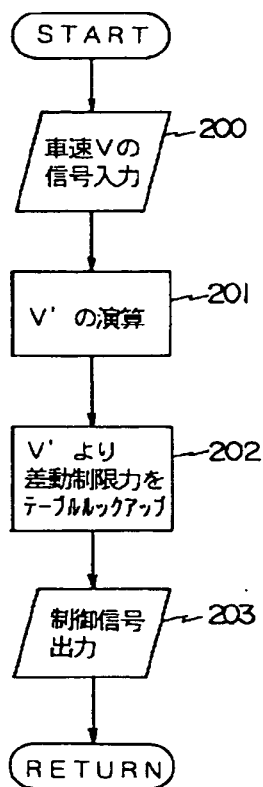 START
車速Vの
信号入力
200
V'の演算
201
V'より
差動制限力を
テーブルルックアップ
202
制御信号
出力
203
RETURN